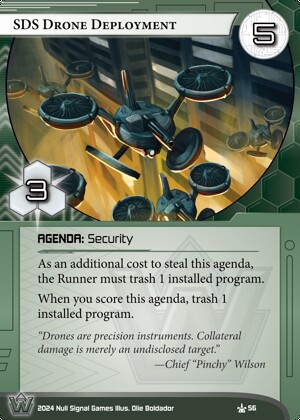 SDS Drone Deployment
5
3
AGENDA: Security
As an additional cost to steal this agenda,
the Runner must trash 1 installed program.
When you score this agenda, trash 1
installed program.
“Drones are precision instruments. Collateral
damage is merely an undisclosed target.”
—Chief “Pinchy” Wilson
2024 Null Signal Games Illus. Olie Boldador
56